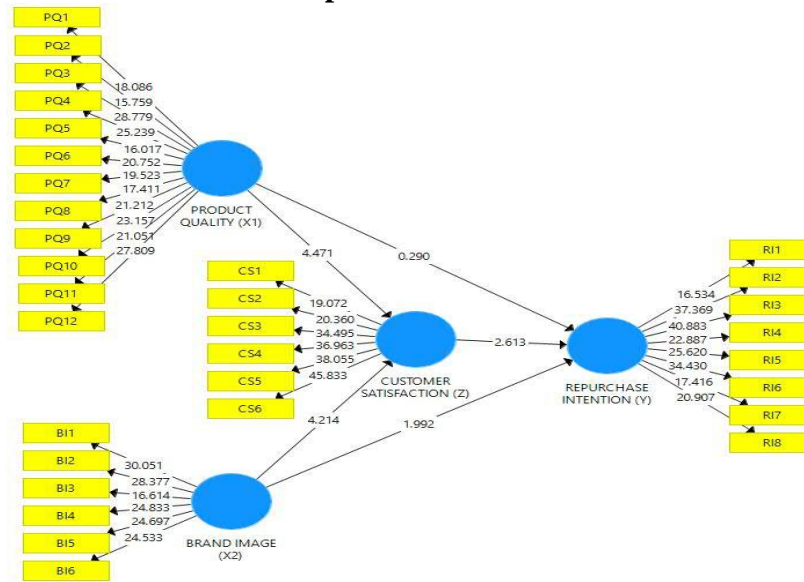 PQ1
PQ2
PQ3
PQ4
PQ5
PQ6
PQ7
PQ8
PQ9
PQ10
PQ11
PQ12
18.086
15.759
28.779
25.239
16.017
20.752
19.523
17.411
21.212
23.157
21.051
27.809
PRODUCT
QUALITY (X1)
4.471
0.290
CS1
CS2
CS3
CS4
CS5
CS6
19.072
20.360
34.495
36.963
38.055
45.833
CUSTOMER
SATISFACTION (Z)
2.613
4.214
1.992
REPURCHASE
INTENTION (Y)
16.534
37.369
40.883
22.887
25.620
34.430
17.416
20.907
RI1
RI2
RI3
RI4
RI5
RI6
RI7
RI8
BI1
BI2
BI3
BI4
BI5
BI6
30.051
28.377
16.614
24.833
24.697
24.533
BRAND IMAGE
(X2)